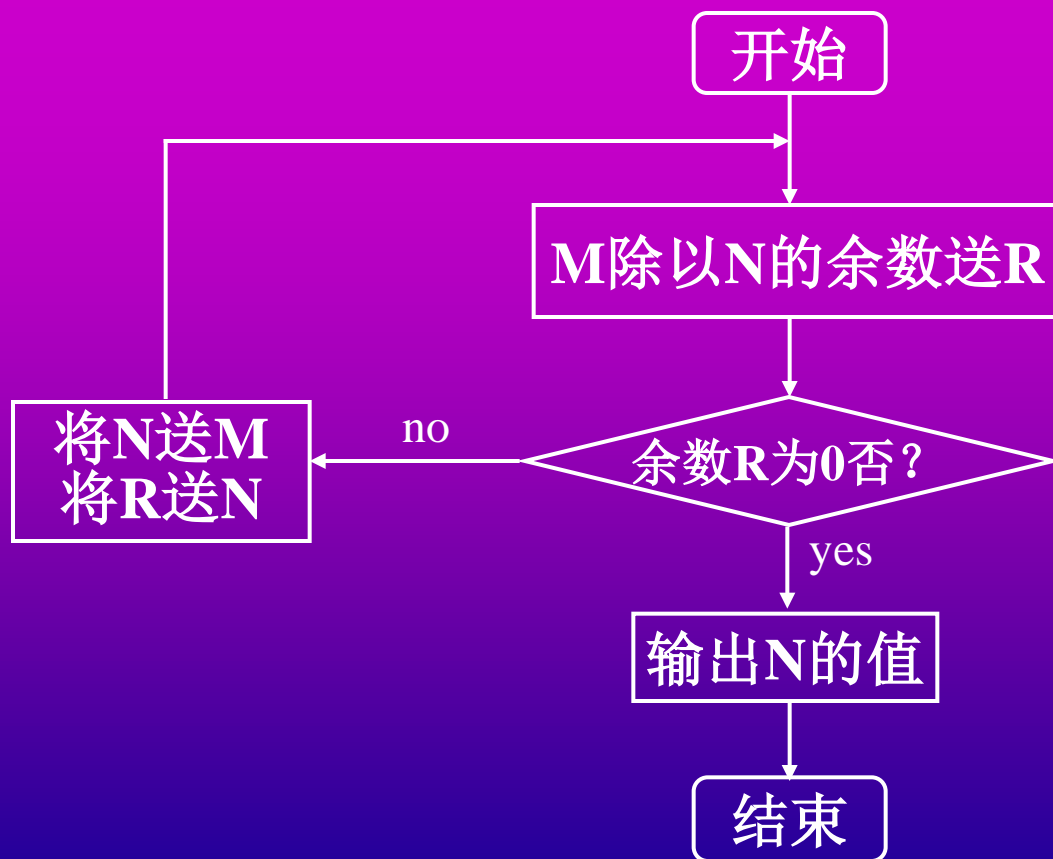 开始
M除以N的余数送R
余数R为0否？
no
将N送M
将R送N
yes
输出N的值
结束